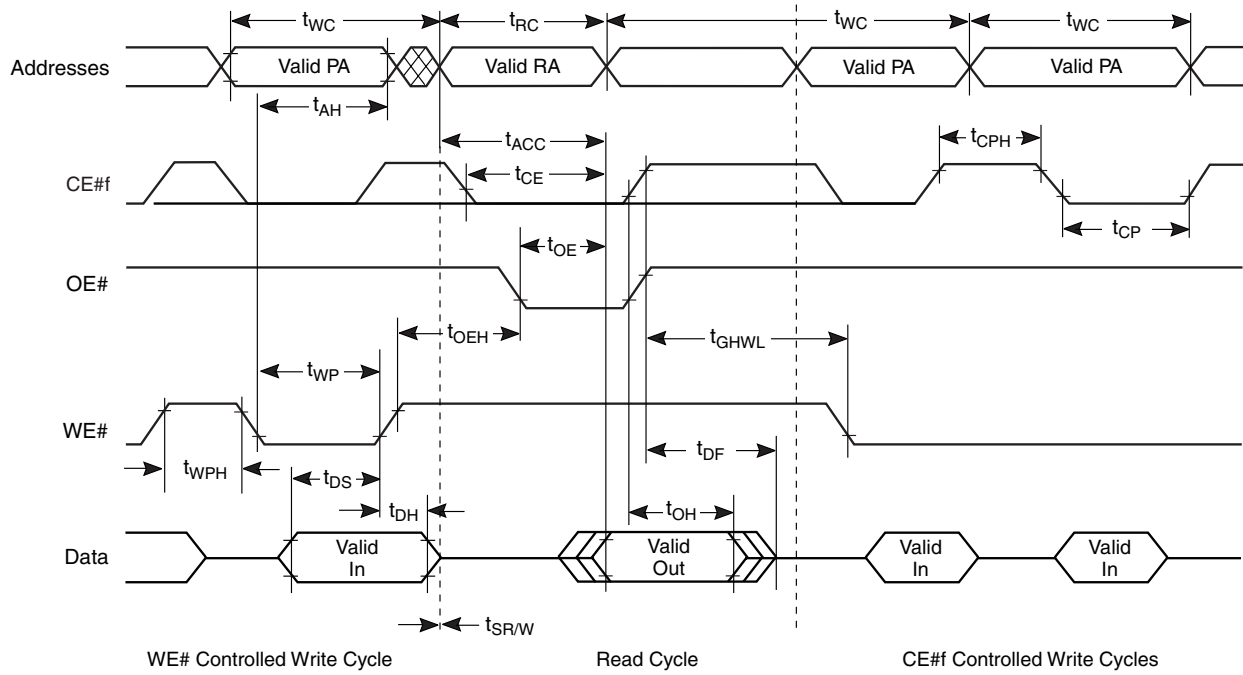 tWC tRC tWC tWC
Addresses Valid PA Valid RA Valid PA Valid PA
tAH
tACC tCPH
CE#f tCE
tCP
tOE
OE#
tOEH tGHWL
tWP
WE#
tWPH tDS tDF
tDH tOH
Data Valid In Valid Out Valid In Valid In
tSR/W
WE# Controlled Write Cycle Read Cycle CE#f Controlled Write Cycles